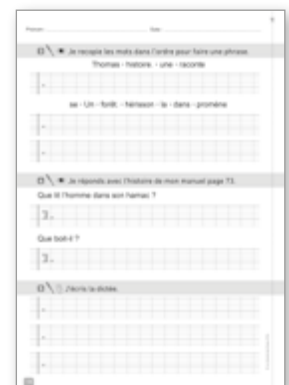 Prénom : Date :
Je recopie les mots dans l'ordre pour faire une phrase.
Thomas - histoire. - une - raconte
se - Un - forêt. - hérisson - la - dans - promène
Je réponds avec l'histoire de mon manuel page 73.
Que lit l'homme dans son hamac ?
Que boit-il ?
J'écris la dictée.